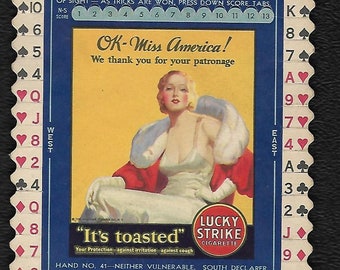 OF SIGHT — AS TRICKS ARE WON, PRESS DOWN SCORE TABS
N-S SCORE 1 2 3 4 5 6 7 8 9 10 11 12 13
OK-Miss America!
We thank you for your patronage
WEST
EAST
LUCKY
STRIKE
CIGARETTE
"It's toasted"
Your Protection-against irritation-against cough
HAND NO. 41—NEITHER VULNERABLE, SOUTH DECLARER